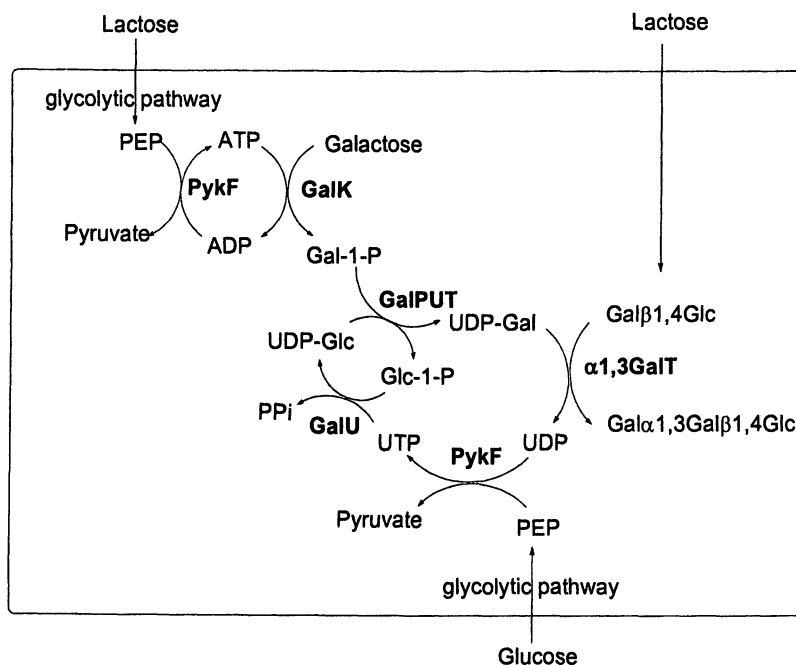 Lactose
Lactose
glycolytic pathway
PEP
ATP
Galactose
PykF
GalK
Pyruvate
ADP
Gal-1-P
GalPUT
UDP-Gal
Galβ1,4Glc
UDP-Glc
α1,3GalT
Glc-1-P
PPi
GalU
Galα1,3Galβ1,4Glc
UTP
PykF
UDP
Pyruvate
PEP
glycolytic pathway
Glucose